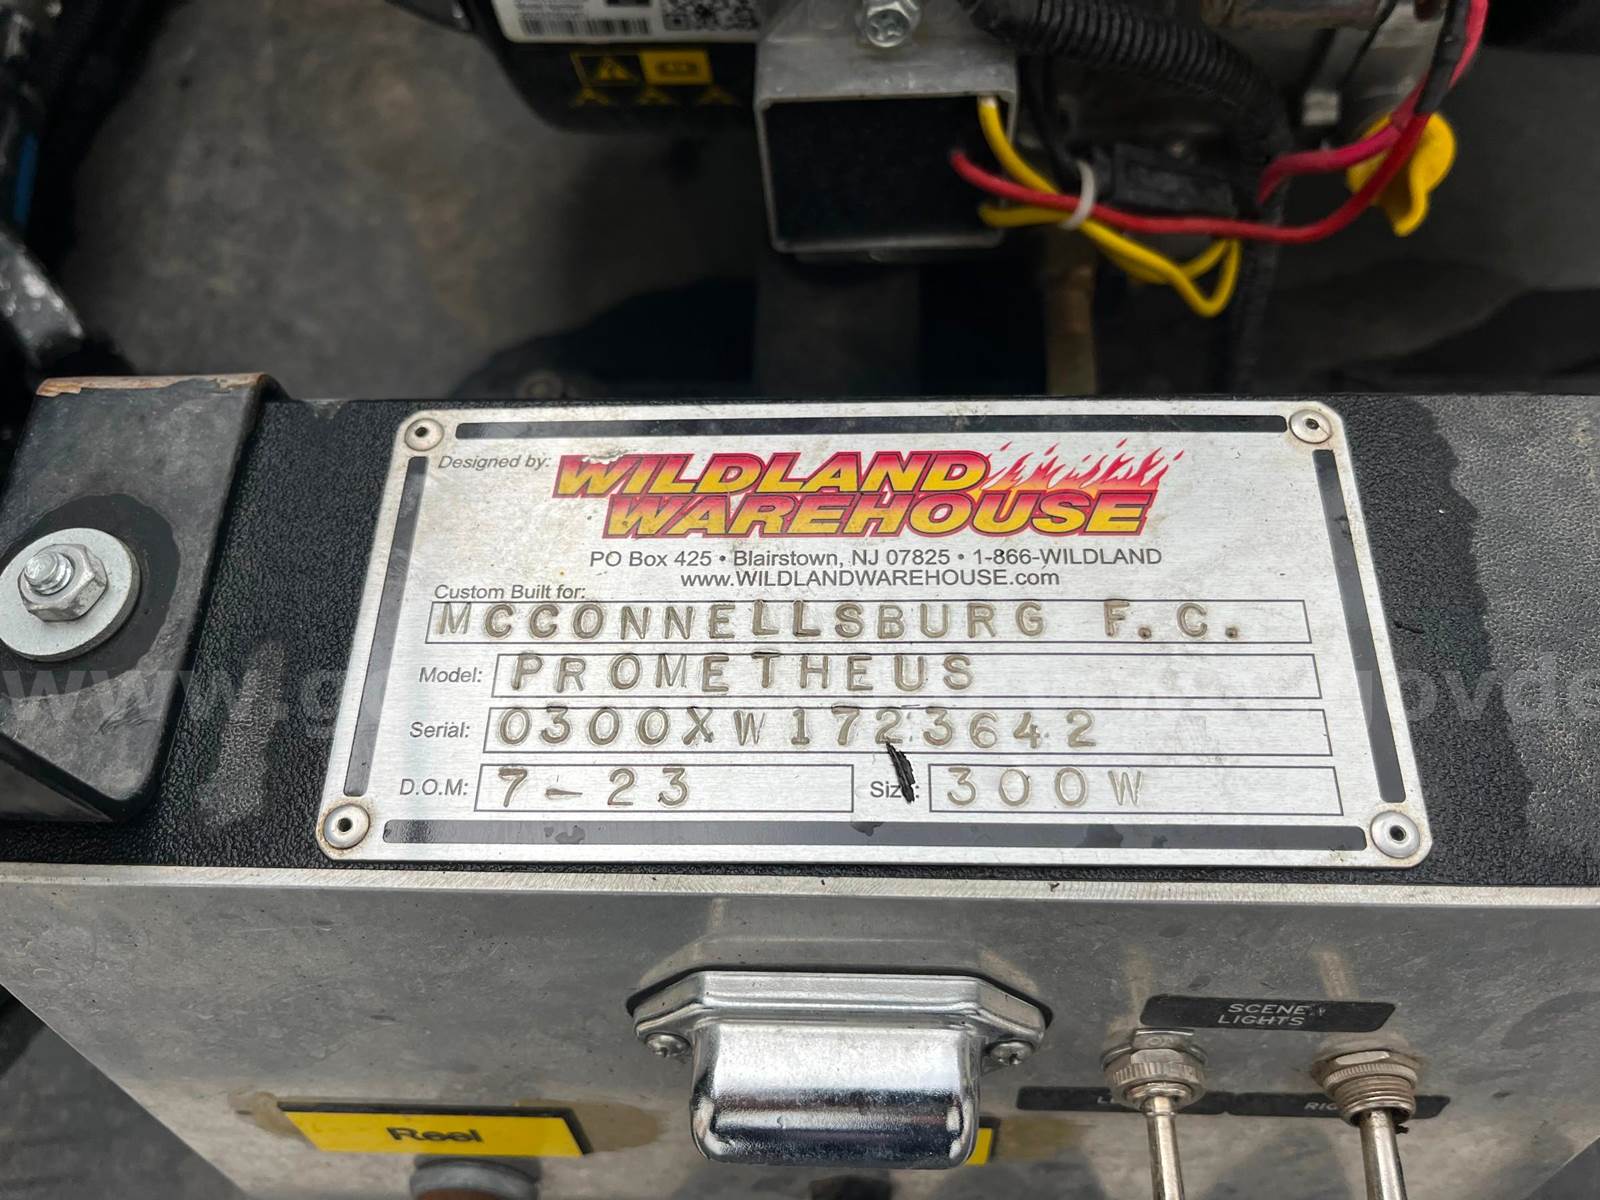 Designed by:
WILDLAND
WAREHOUSE
PO Box 425 • Blairstown, NJ 07825 • 1-866-WILDLAND
www.WILDLANDWAREHOUSE.com
Custom Built for:
MCCONNELLSBURG F.C.
Model: PROMETHEUS
Serial: 0300XW1723642
D.O.M: 7-23 Size: 300W
SCENE
LIGHTS
ON
Reel